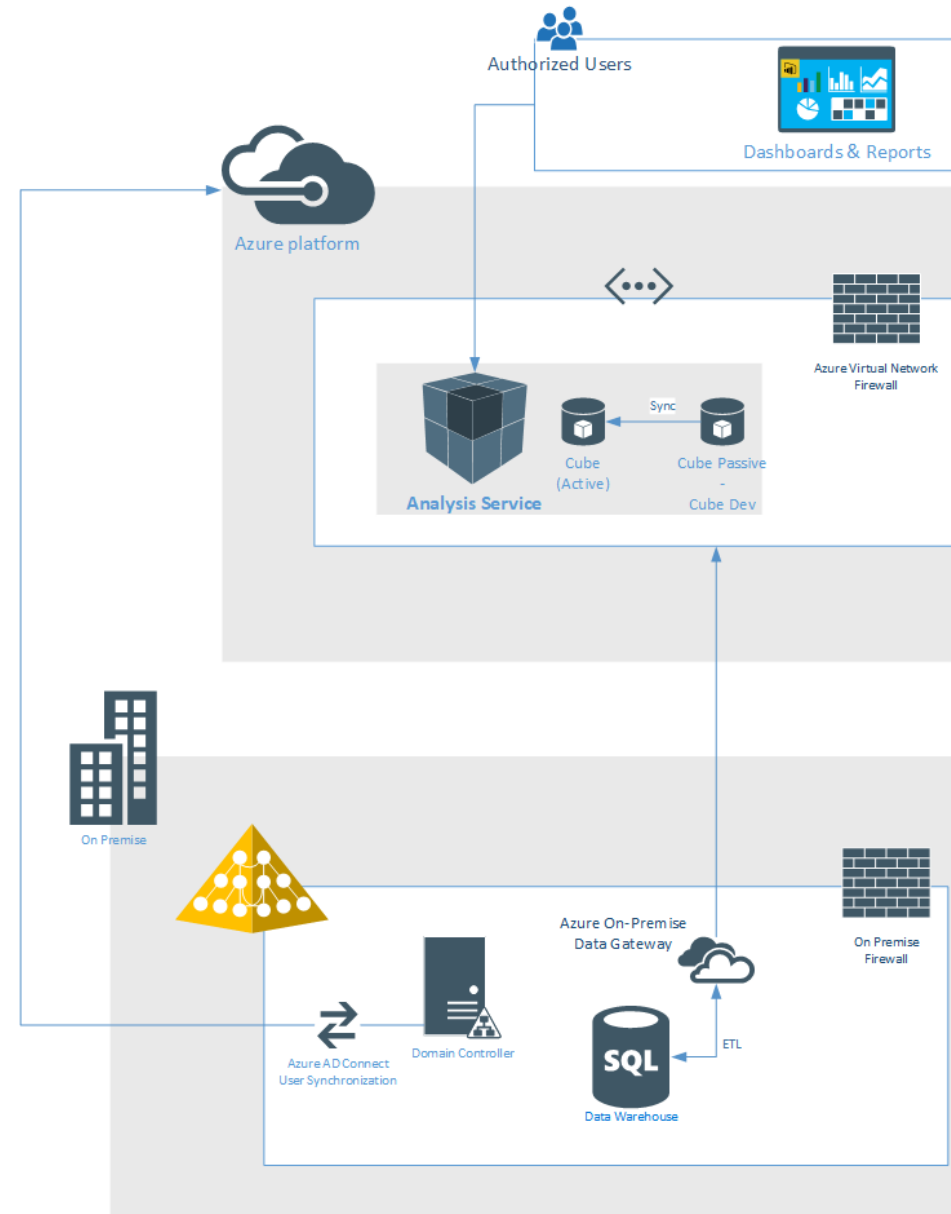 Authorized Users
Dashboards & Reports
Azure platform
Azure Virtual Network
Firewall
Sync
Cube
(Active)
Cube Passive
-
Cube Dev
Analysis Service
On Premise
Azure On-Premise
Data Gateway
On Premise
Firewall
SQL
ETL
Domain Controller
Azure AD Connect
User Synchronization
Data Warehouse